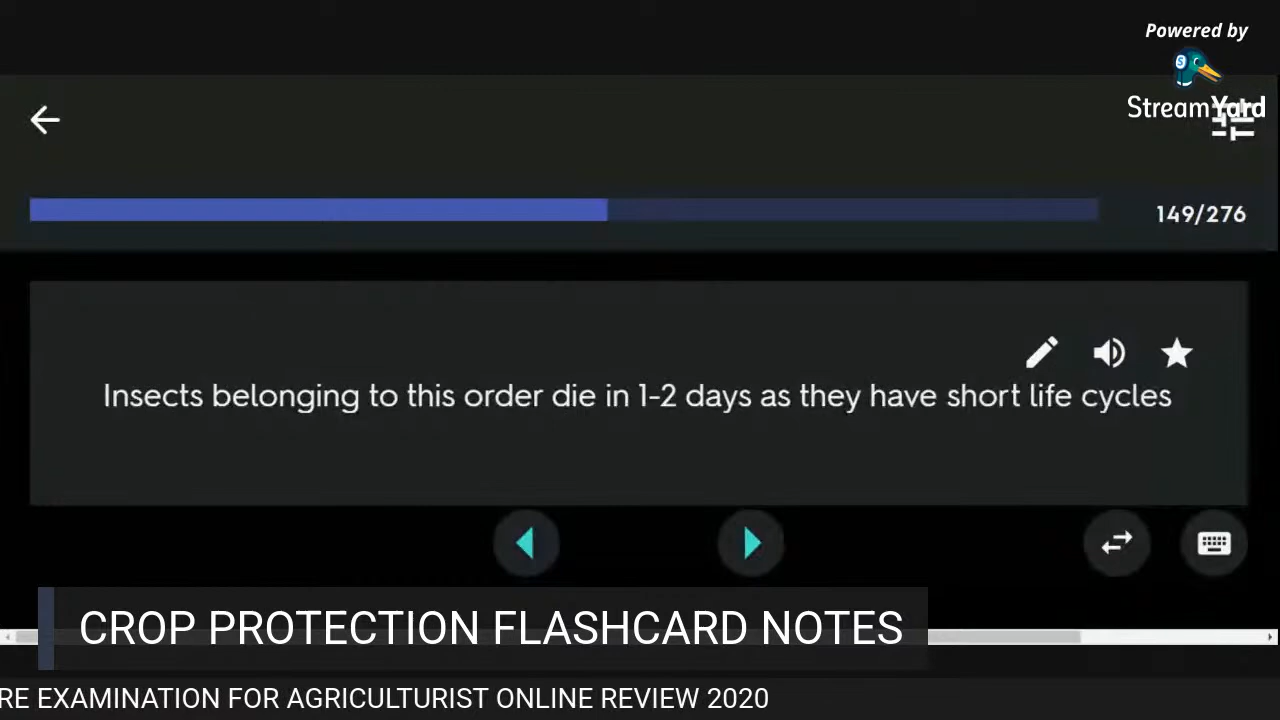 Powered by
StreamYard
149/276
Insects belonging to this order die in 1-2 days as they have short life cycles
CROP PROTECTION FLASHCARD NOTES
RE EXAMINATION FOR AGRICULTURIST ONLINE REVIEW 2020